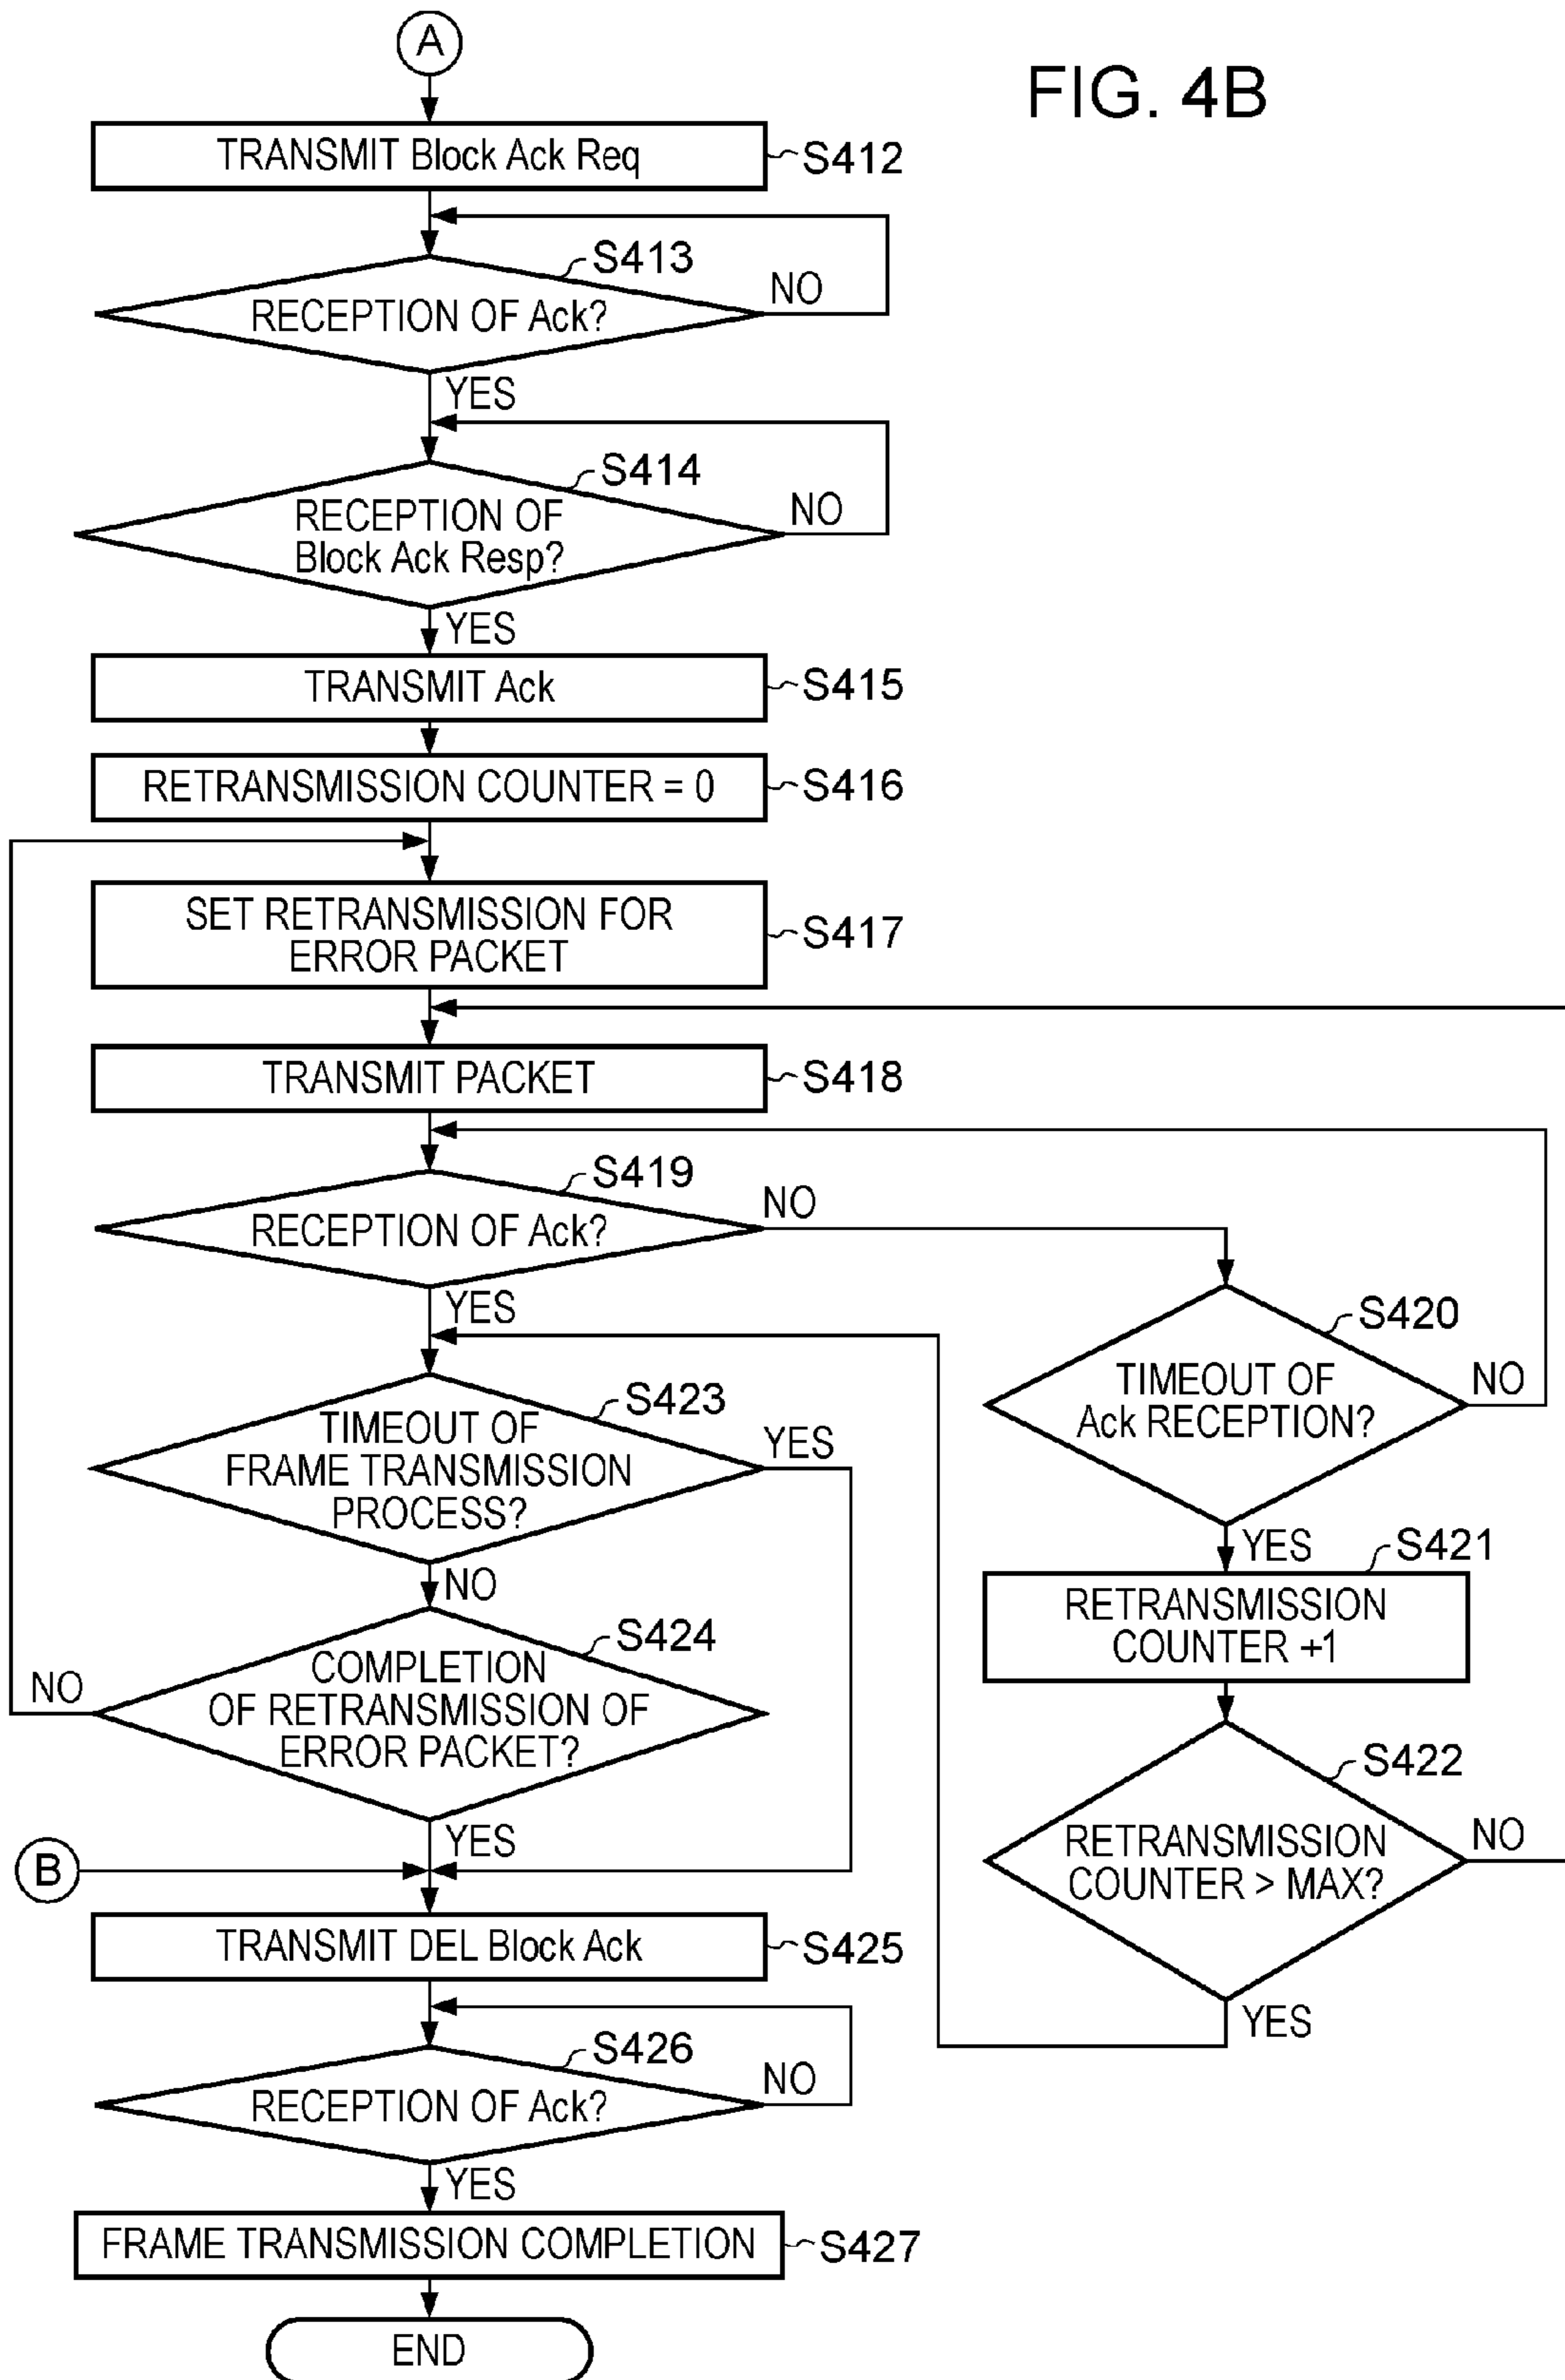 A
FIG. 4B
TRANSMIT Block Ack Req
S412
S413
RECEPTION OF Ack?
NO
YES
S414
RECEPTION OF
Block Ack Resp?
NO
YES
TRANSMIT Ack
S415
RETRANSMISSION COUNTER = 0
S416
SET RETRANSMISSION FOR
ERROR PACKET
S417
TRANSMIT PACKET
S418
S419
RECEPTION OF Ack?
NO
YES
S420
TIMEOUT OF
Ack RECEPTION?
NO
YES
S421
RETRANSMISSION
COUNTER +1
S422
RETRANSMISSION
COUNTER > MAX?
NO
YES
S423
TIMEOUT OF
FRAME TRANSMISSION
PROCESS?
YES
NO
S424
COMPLETION
OF RETRANSMISSION OF
ERROR PACKET?
NO
YES
B
TRANSMIT DEL Block Ack
S425
S426
RECEPTION OF Ack?
NO
YES
FRAME TRANSMISSION COMPLETION
S427
END